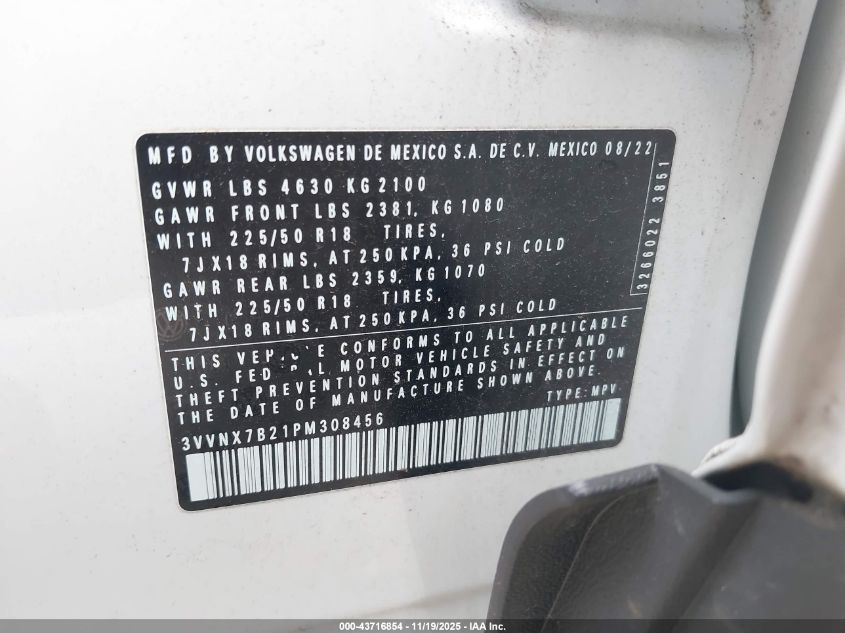 MFD BY VOLKSWAGEN DE MEXICO S.A. DE C.V. MEXICO 08/22
GVWR LBS 4630 KG 2100
GAWR FRONT LBS 2381, KG 1080
WITH 225/50 R18 TIRES,
7JX18 RIMS, AT 250 KPA, 36 PSI COLD
GAWR REAR LBS 2359, KG 1070
WITH 225/50 R18 TIRES,
7JX18 RIMS, AT 250 KPA, 36 PSI COLD
3266022 3851
THIS CONFORMS TO ALL APPLICABLE
U.S. MOTOR VEHICLE SAFETY AND
THEFT PREVENTION STANDARDS IN EFFECT ON
THE DATE OF MANUFACTURE SHOWN ABOVE.
TYPE: MPV
3VVNX7B21PM308456
000-43716854 - 11/19/2025 - IAA Inc.